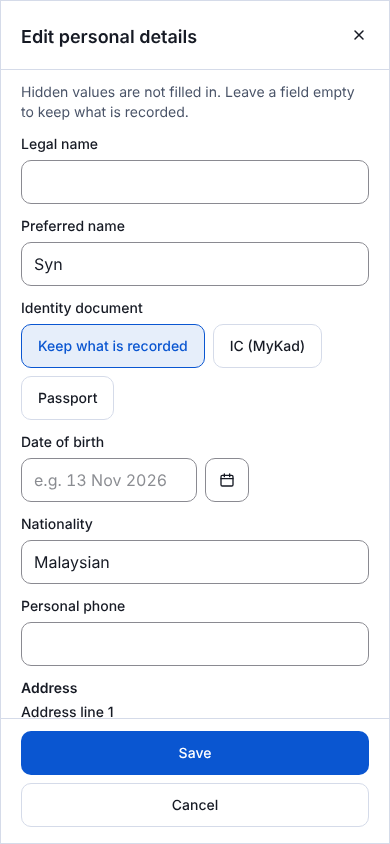 Edit personal details
Hidden values are not filled in. Leave a field empty
to keep what is recorded.
Legal name
Preferred name
Syn
Identity document
Keep what is recorded
IC (MyKad)
Passport
Date of birth
e.g. 13 Nov 2026
Nationality
Malaysian
Personal phone
Address
Address line 1
Save
Cancel